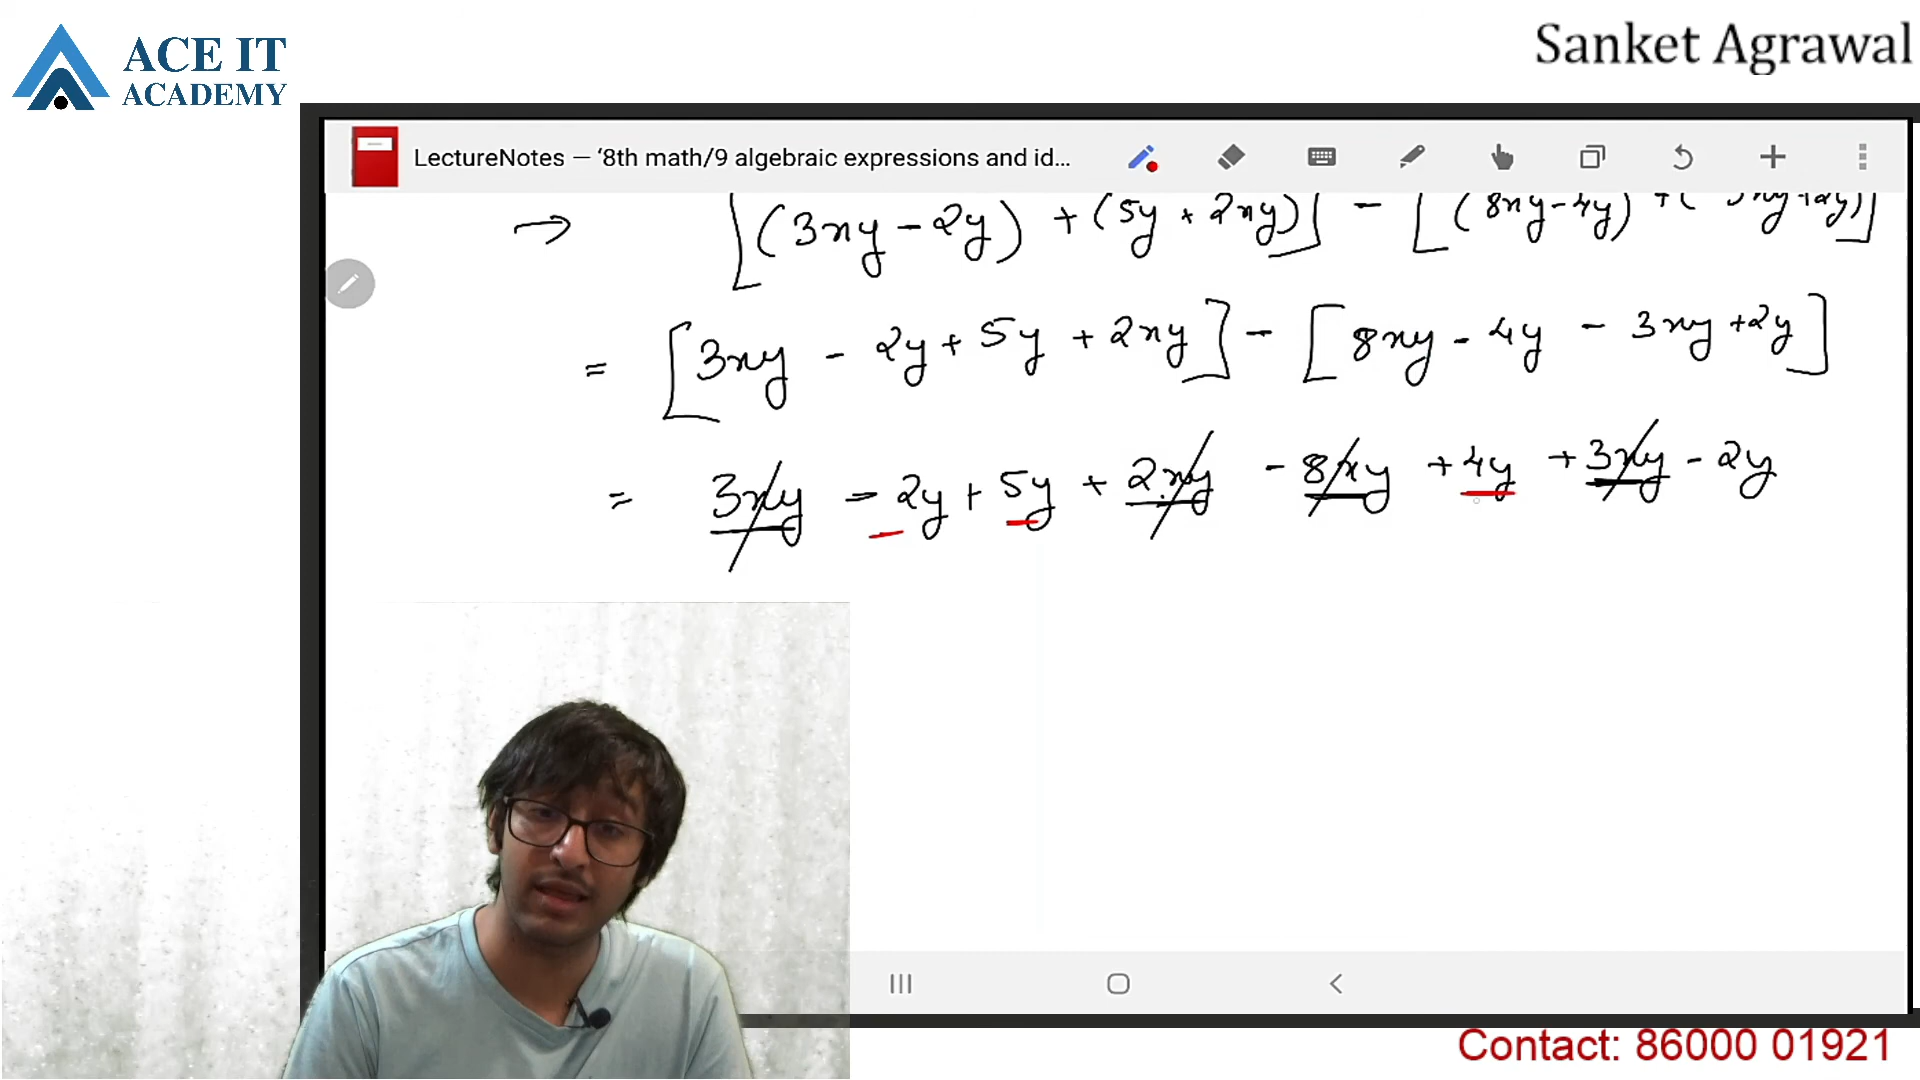 ACE IT
ACADEMY
Sanket Agrawal
LectureNotes — ‘8th math/9 algebraic expressions and id...
→ [(3xy - 2y) + (5y + 2xy)] - [(8xy - 4y) + (- 3xy + 2y)]
= [3xy - 2y + 5y + 2xy] - [8xy - 4y - 3xy + 2y]
= 3xy - 2y + 5y + 2xy - 8xy + 4y + 3xy - 2y
Contact: 86000 01921